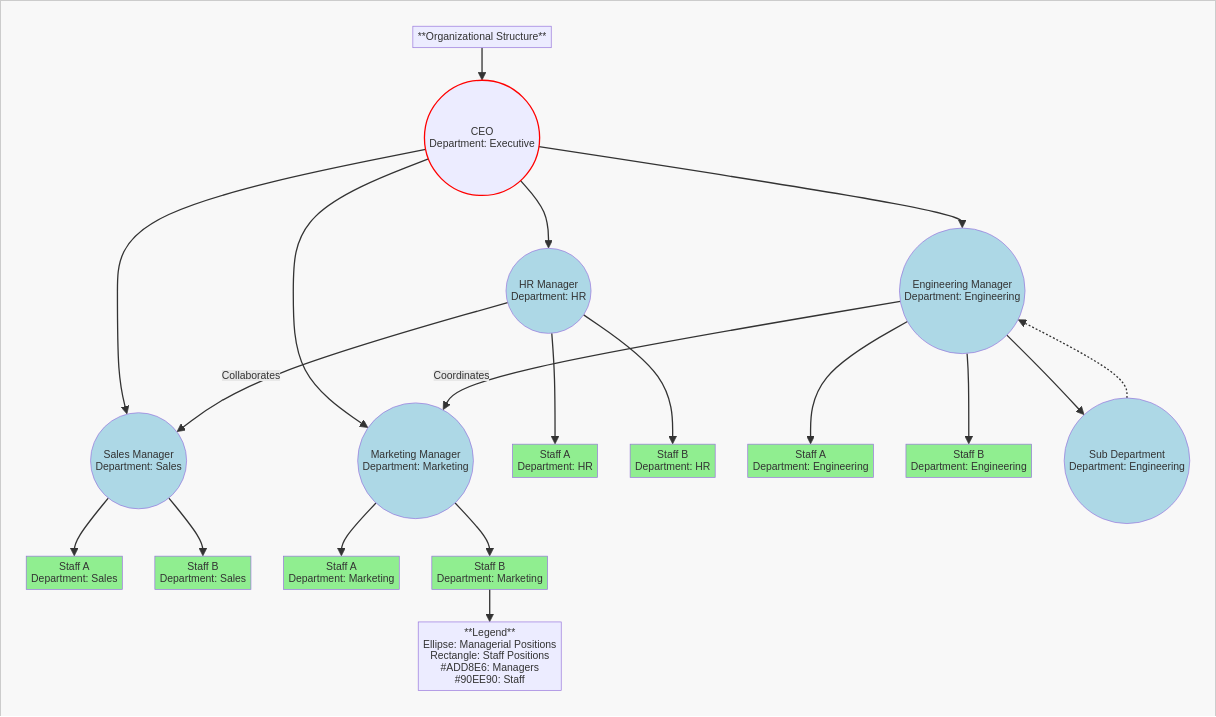 **Organizational Structure**
CEO
Department: Executive
HR Manager
Department: HR
Engineering Manager
Department: Engineering
Collaborates
Coordinates
Sales Manager
Department: Sales
Marketing Manager
Department: Marketing
Staff A
Department: HR
Staff B
Department: HR
Staff A
Department: Engineering
Staff B
Department: Engineering
Sub Department
Department: Engineering
Staff A
Department: Sales
Staff B
Department: Sales
Staff A
Department: Marketing
Staff B
Department: Marketing
**Legend**
Ellipse: Managerial Positions
Rectangle: Staff Positions
#ADD8E6: Managers
#90EE90: Staff